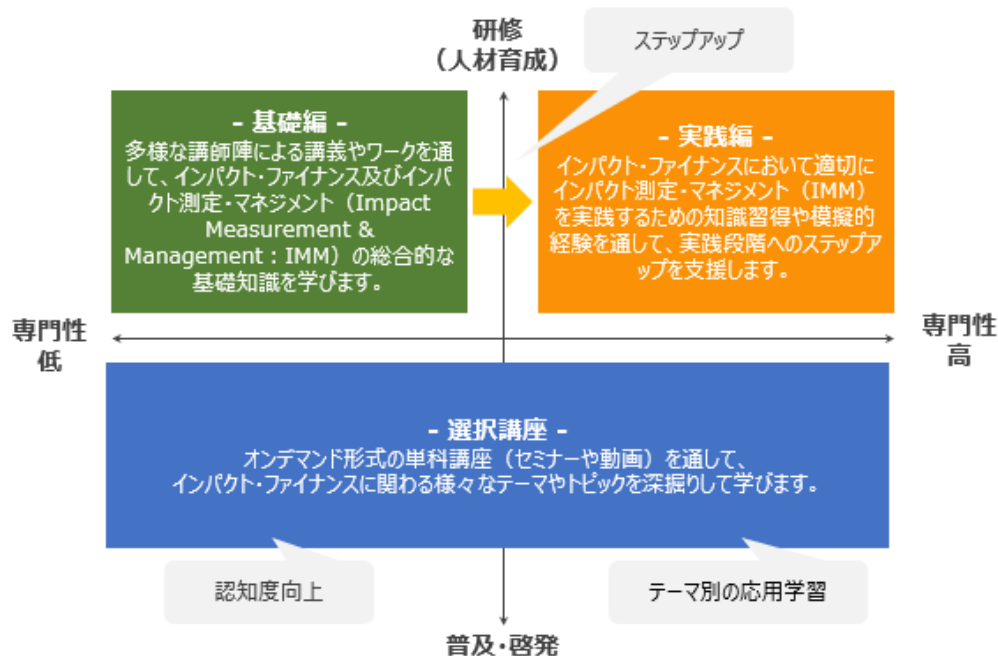 研修
（人材育成）
ステップアップ
- 基礎編 -
多様な講師陣による講義やワークを通
して、インパクト・ファイナンス及びインパ
クト測定・マネジメント（Impact
Measurement &
Management：IMM）の総合的な
基礎知識を学びます。
- 実践編 -
インパクト・ファイナンスにおいて適切に
インパクト測定・マネジメント（IMM）
を実践するための知識習得や模擬的
経験を通して、実践段階へのステップア
ップを支援します。
専門性
低
専門性
高
- 選択講座 -
オンデマンド形式の単科講座（セミナーや動画）を通して、
インパクト・ファイナンスに関わる様々なテーマやトピックを深掘りして学びます。
認知度向上
テーマ別の応用学習
普及・啓発